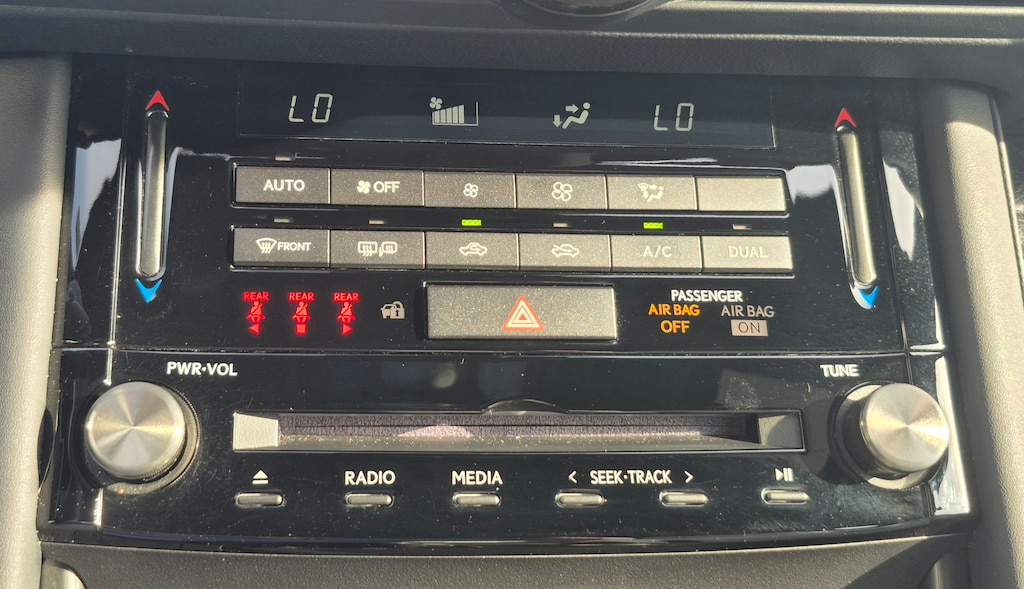 LO LO
AUTO OFF
FRONT A/C DUAL
REAR REAR REAR
PASSENGER
AIR BAG AIR BAG
OFF ON
PWR•VOL TUNE
RADIO MEDIA < SEEK•TRACK >